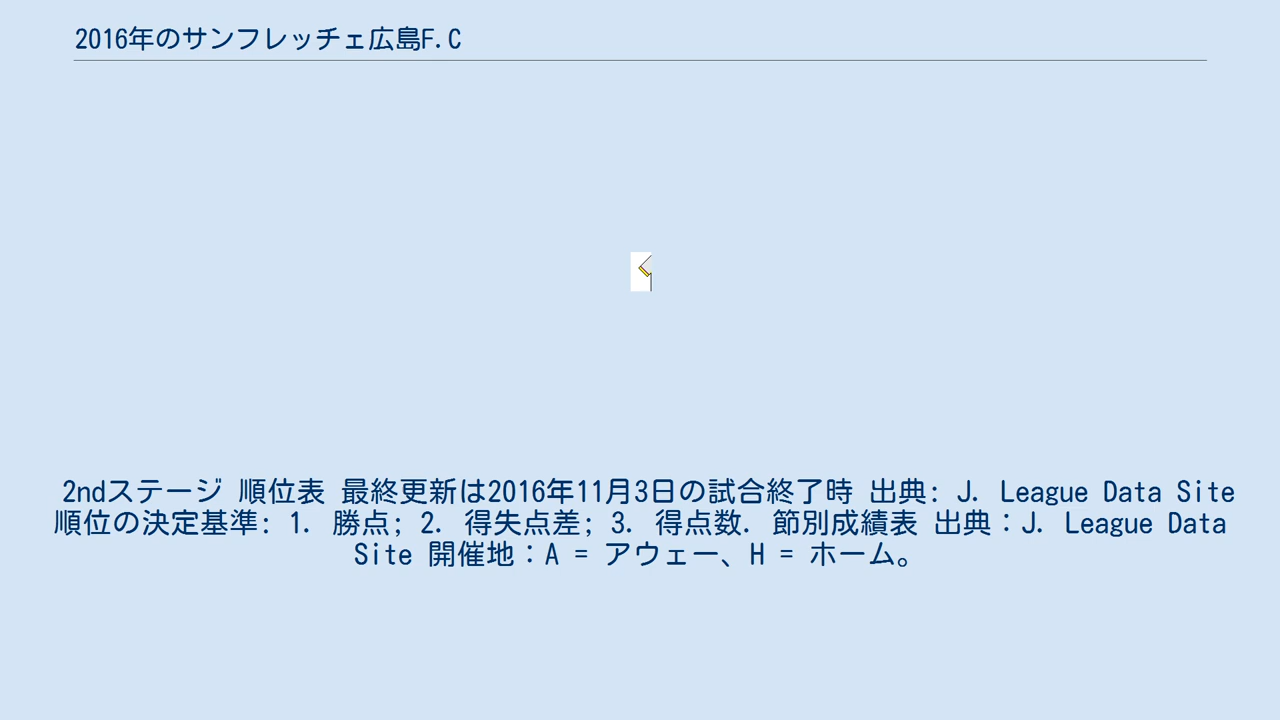 2016年のサンフレッチェ広島F.C
2ndステージ 順位表 最終更新は2016年11月3日の試合終了時 出典: J. League Data Site
順位の決定基準: 1. 勝点; 2. 得失点差; 3. 得点数. 節別成績表 出典：J. League Data
Site 開催地：A = アウェー、H = ホーム。